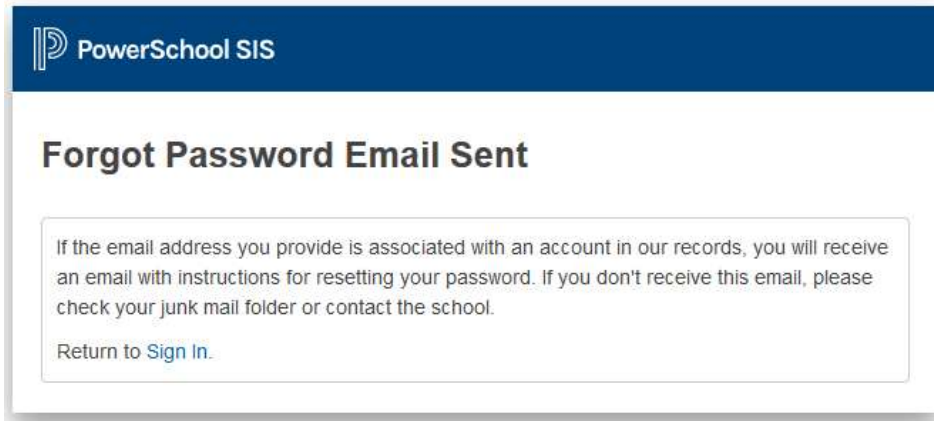 PowerSchool SIS
Forgot Password Email Sent
If the email address you provide is associated with an account in our records, you will receive
an email with instructions for resetting your password. If you don't receive this email, please
check your junk mail folder or contact the school.
Return to Sign In.